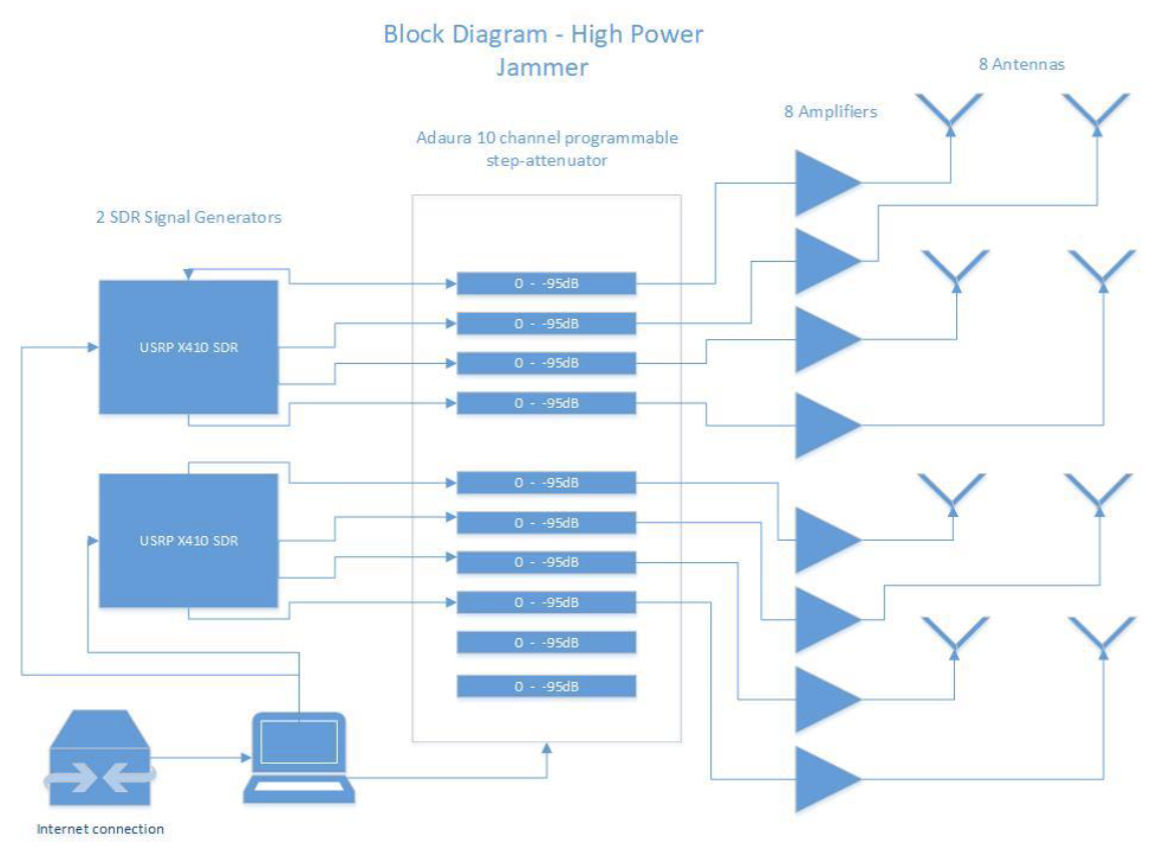 Block Diagram - High Power
Jammer
8 Antennas
8 Amplifiers
Adaura 10 channel programmable
step-attenuator
2 SDR Signal Generators
0 - -95dB
USRP X410 SDR
0 - -95dB
0 - -95dB
0 - -95dB
0 - -95dB
USRP X410 SDR
0 - -95dB
0 - -95dB
0 - -95dB
0 - -95dB
0 - -95dB
Internet connection